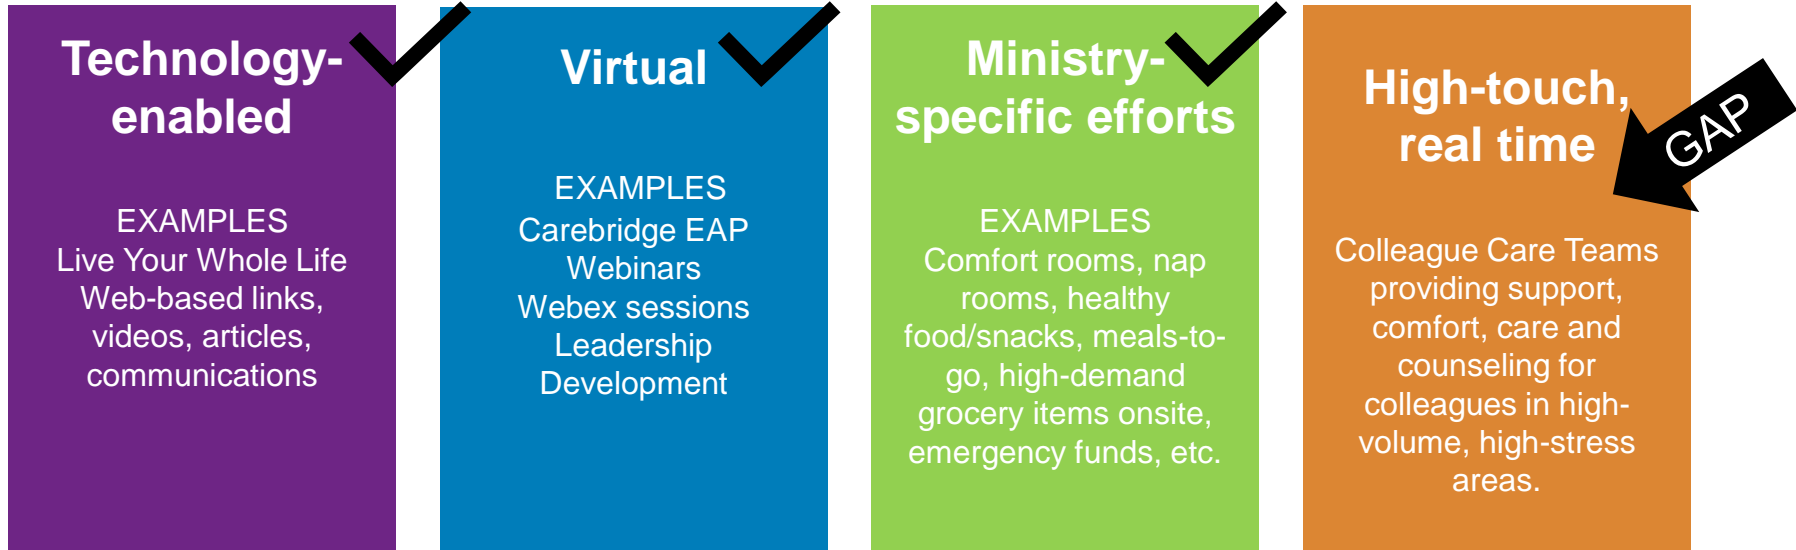 Technology-
enabled
EXAMPLES
Live Your Whole Life
Web-based links,
videos, articles,
communications
Virtual
EXAMPLES
Carebridge EAP
Webinars
Webex sessions
Leadership
Development
Ministry-
specific efforts
EXAMPLES
Comfort rooms, nap
rooms, healthy
food/snacks, meals-to-
go, high-demand
grocery items onsite,
emergency funds, etc.
High-touch,
real time
GAP
Colleague Care Teams
providing support,
comfort, care and
counseling for
colleagues in high-
volume, high-stress
areas.